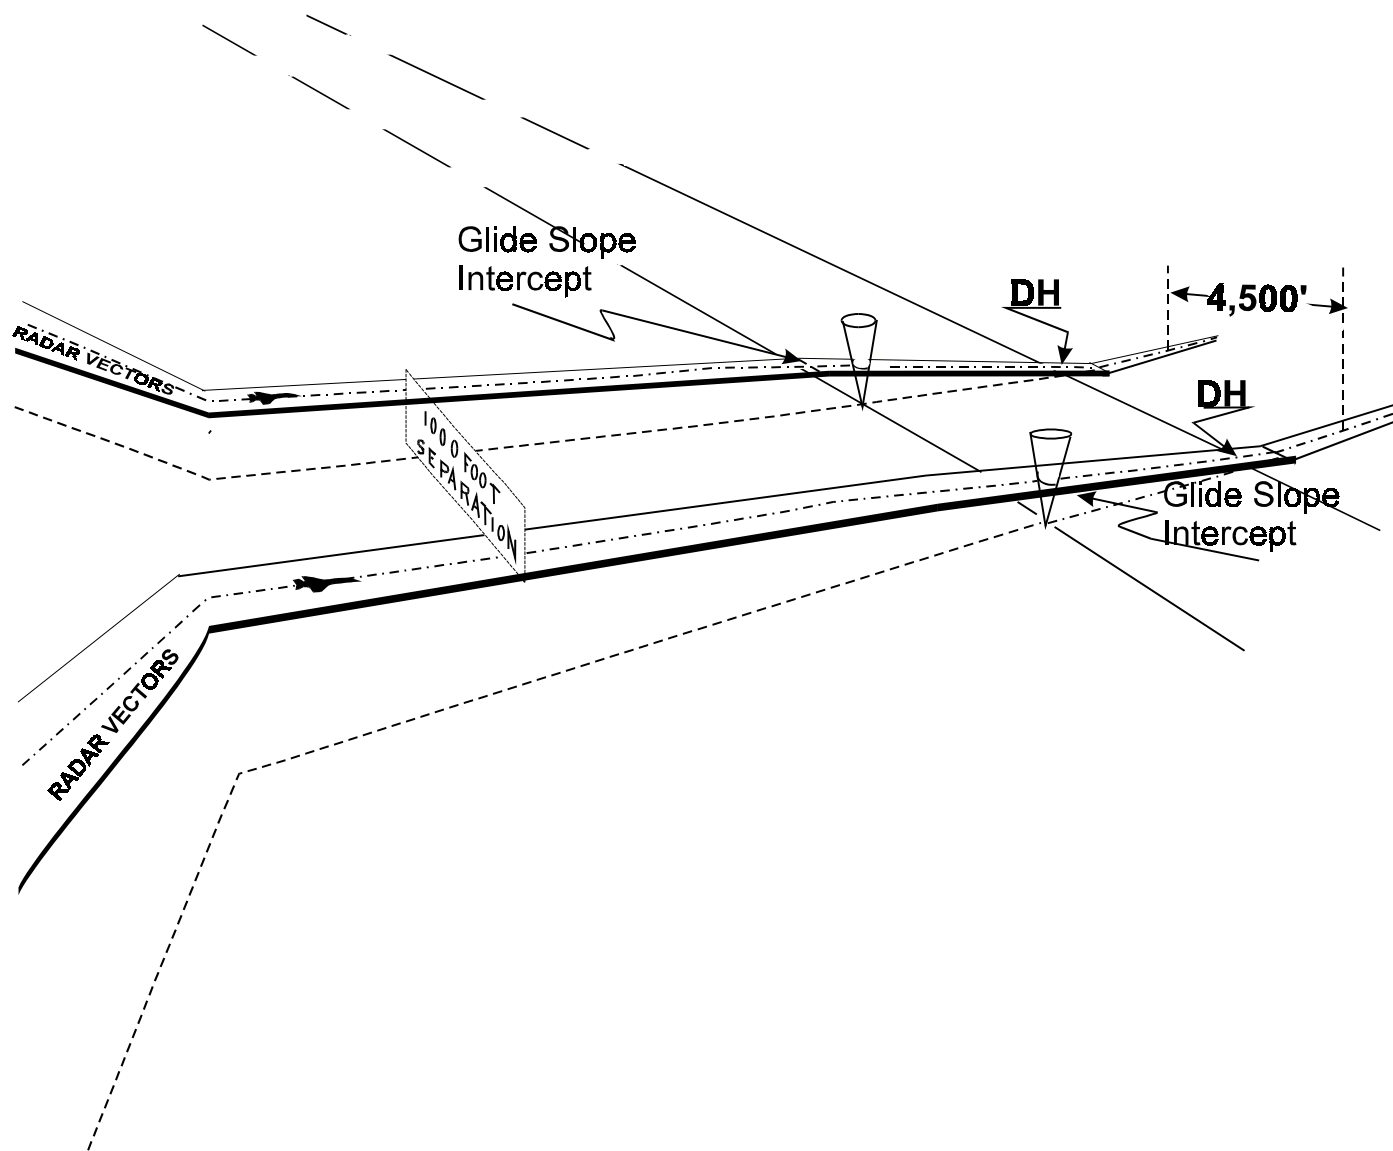 Glide Slope
Intercept
DH
4,500'
RADAR VECTORS
DH
1000 FOOT
SEPARATION
Glide Slope
Intercept
RADAR VECTORS